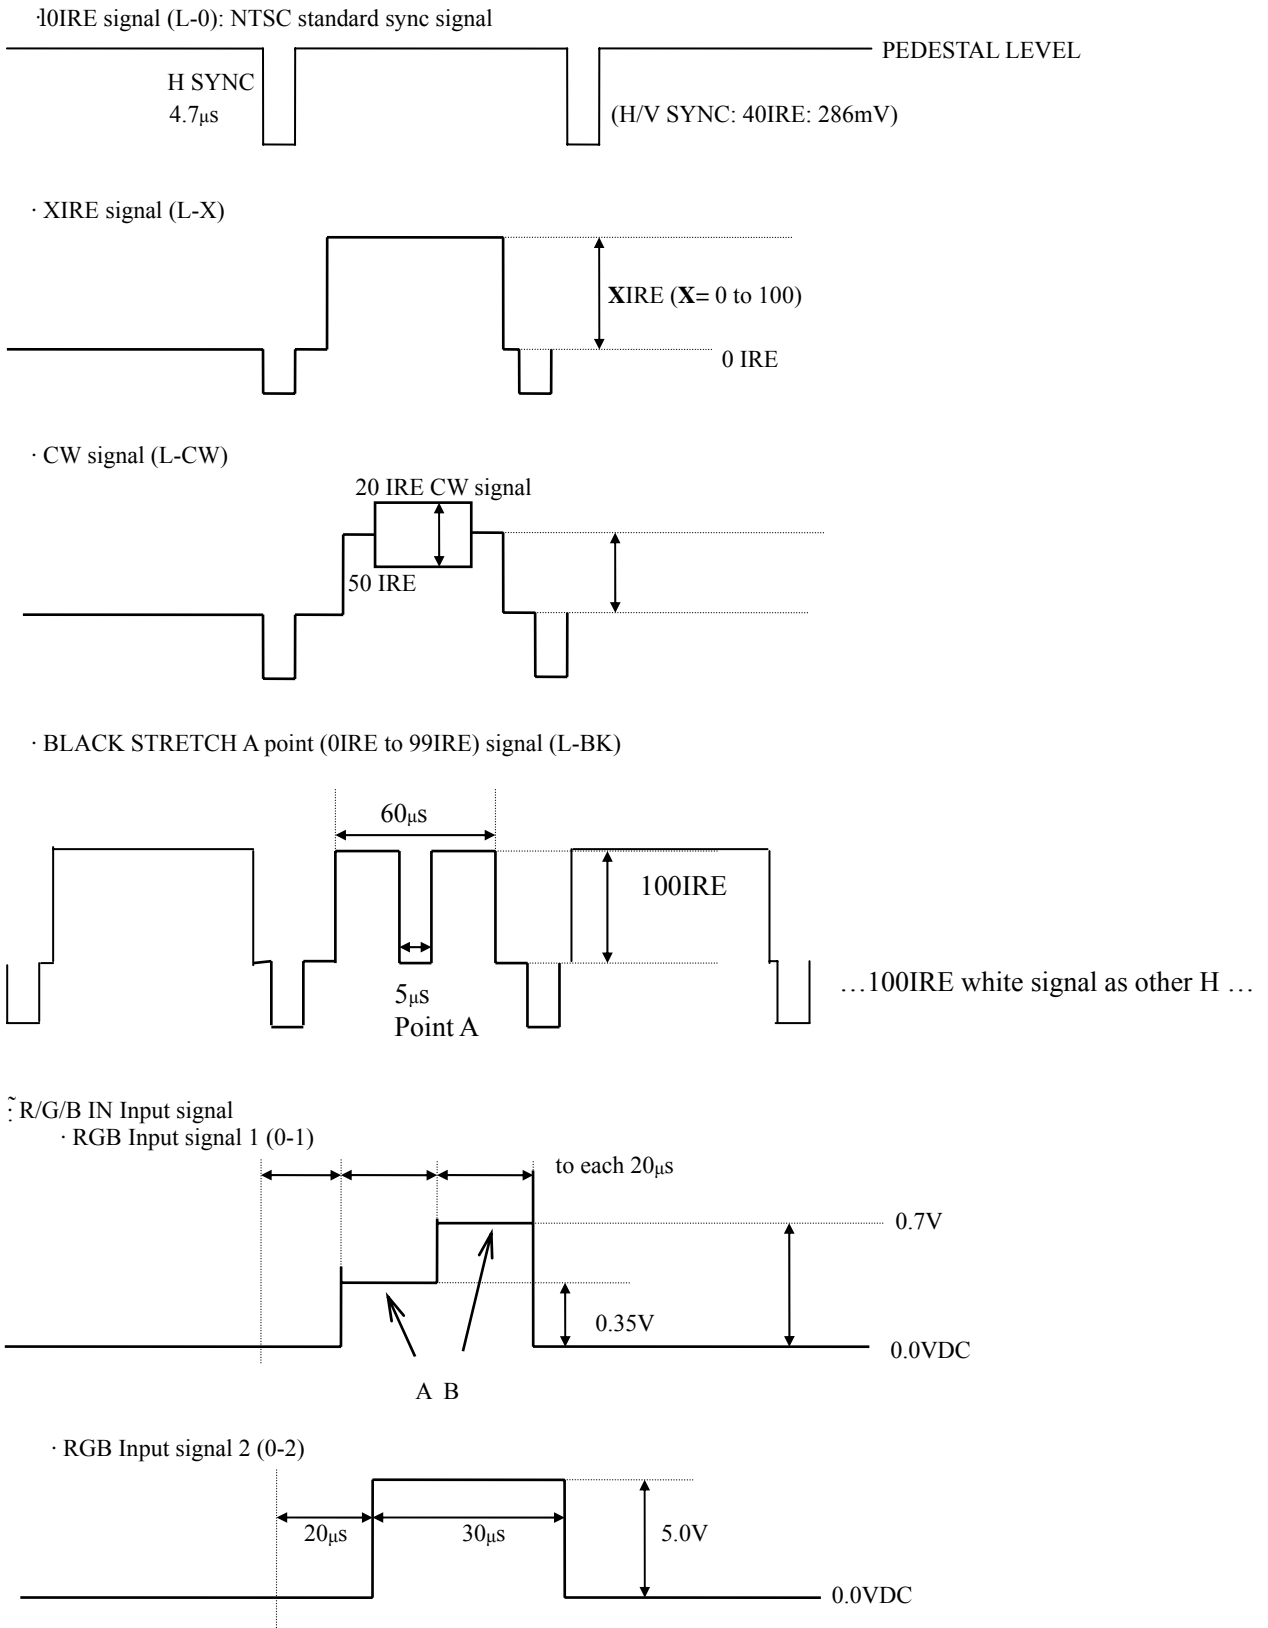 ·l0IRE signal (L-0): NTSC standard sync signal
PEDESTAL LEVEL
H SYNC
4.7μs
(H/V SYNC: 40IRE: 286mV)
· XIRE signal (L-X)
XIRE (X= 0 to 100)
0 IRE
· CW signal (L-CW)
20 IRE CW signal
50 IRE
· BLACK STRETCH A point (0IRE to 99IRE) signal (L-BK)
60μs
100IRE
5μs
Point A
…100IRE white signal as other H …
R/G/B IN Input signal
· RGB Input signal 1 (0-1)
to each 20μs
0.7V
0.35V
0.0VDC
A B
· RGB Input signal 2 (0-2)
20μs 30μs 5.0V
0.0VDC